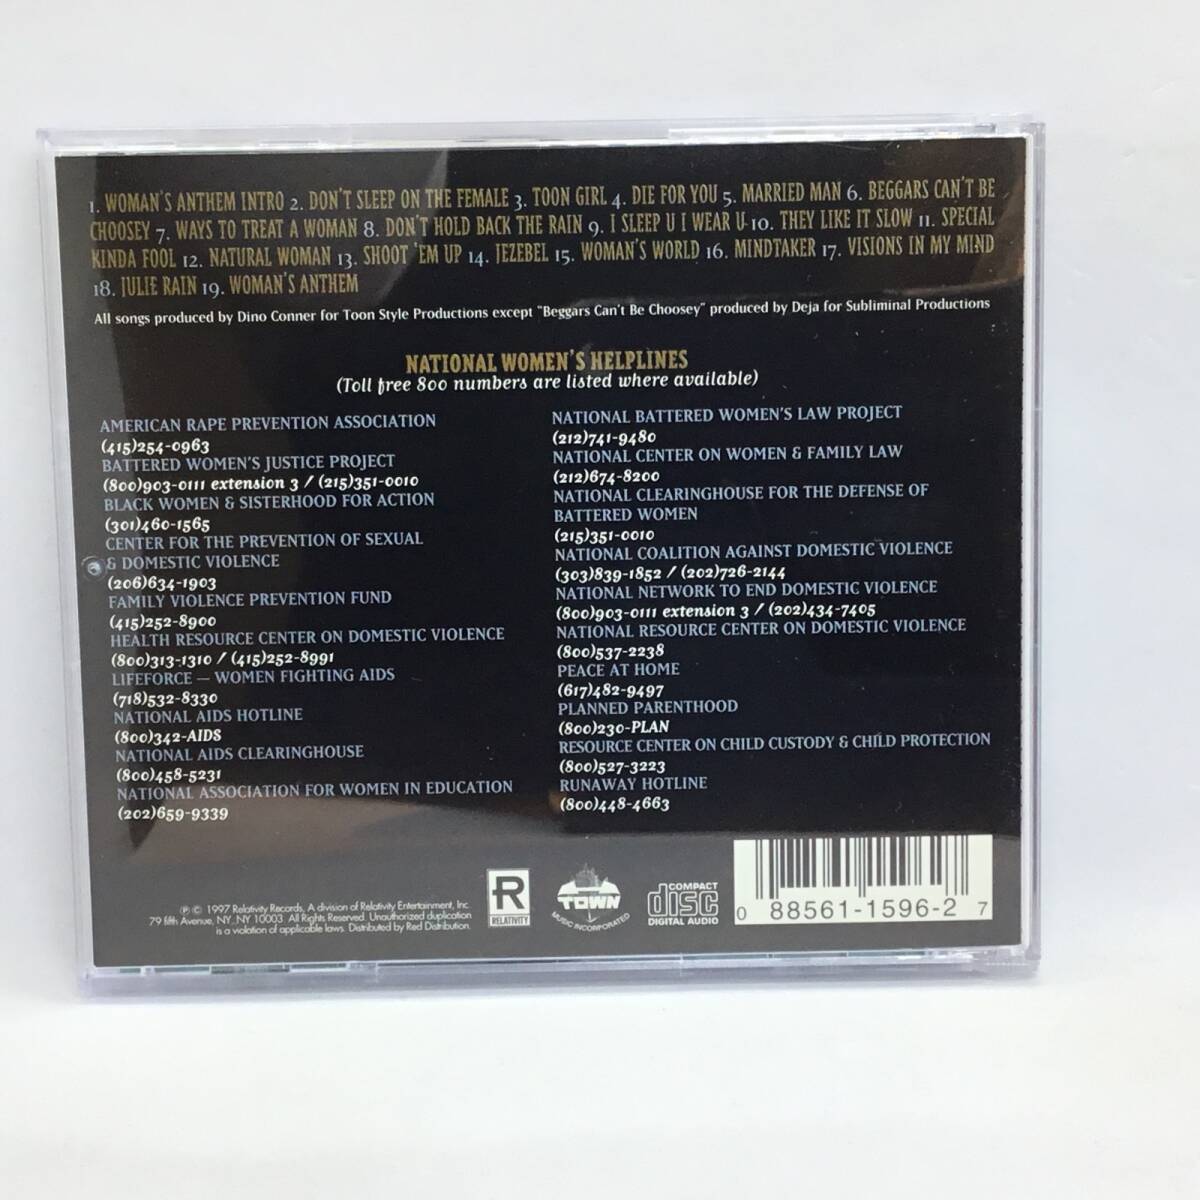 1. WOMAN'S ANTHEM INTRO 2. DON'T SLEEP ON THE FEMALE 3. TOON GIRL 4. DIE FOR YOU 5. MARRIED MAN 6. BEGGARS CAN'T BE
CHOOSEY 7. WAYS TO TREAT A WOMAN 8. DON'T HOLD BACK THE RAIN 9. I SLEEP U I WEAR U 10. THEY LIKE IT SLOW 11. SPECIAL
KINDA FOOL 12. NATURAL WOMAN 13. SHOOT 'EM UP 14. JEZEBEL 15. WOMAN'S WORLD 16. MINDTAKER 17. VISIONS IN MY MIND
18. JULIE RAIN 19. WOMAN'S ANTHEM
All songs produced by Dino Conner for Toon Style Productions except "Beggars Can't Be Choosey" produced by Deja for Subliminal Productions
NATIONAL WOMEN'S HELPLINES
(Toll free 800 numbers are listed where available)
AMERICAN RAPE PREVENTION ASSOCIATION
(415)254-0963
BATTERED WOMEN'S JUSTICE PROJECT
(800)903-0111 extension 3 / (215)351-0010
BLACK WOMEN & SISTERHOOD FOR ACTION
(301)460-1565
CENTER FOR THE PREVENTION OF SEXUAL
& DOMESTIC VIOLENCE
(206)634-1903
FAMILY VIOLENCE PREVENTION FUND
(415)252-8900
HEALTH RESOURCE CENTER ON DOMESTIC VIOLENCE
(800)313-1310 / (415)252-8991
LIFEFORCE — WOMEN FIGHTING AIDS
(718)532-8330
NATIONAL AIDS HOTLINE
(800)342-AIDS
NATIONAL AIDS CLEARINGHOUSE
(800)458-5231
NATIONAL ASSOCIATION FOR WOMEN IN EDUCATION
(202)659-9339
NATIONAL BATTERED WOMEN'S LAW PROJECT
(212)741-9480
NATIONAL CENTER ON WOMEN & FAMILY LAW
(212)674-8200
NATIONAL CLEARINGHOUSE FOR THE DEFENSE OF
BATTERED WOMEN
(215)351-0010
NATIONAL COALITION AGAINST DOMESTIC VIOLENCE
(303)839-1852 / (202)726-2144
NATIONAL NETWORK TO END DOMESTIC VIOLENCE
(800)903-0111 extension 3 / (202)434-7405
NATIONAL RESOURCE CENTER ON DOMESTIC VIOLENCE
(800)537-2238
PEACE AT HOME
(617)482-9497
PLANNED PARENTHOOD
(800)230-PLAN
RESOURCE CENTER ON CHILD CUSTODY & CHILD PROTECTION
(800)527-3223
RUNAWAY HOTLINE
(800)448-4663
℗ © 1997 Relativity Records, A division of Relativity Entertainment, Inc.
79 fifth Avenue, NY, NY 10003. All Rights Reserved. Unauthorized duplication
is a violation of applicable laws. Distributed by Red Distribution.
R
RELATIVITY
TOWN
MUSIC INCORPORATED
COMPACT
disc
DIGITAL AUDIO
0 88561-1596-2 7